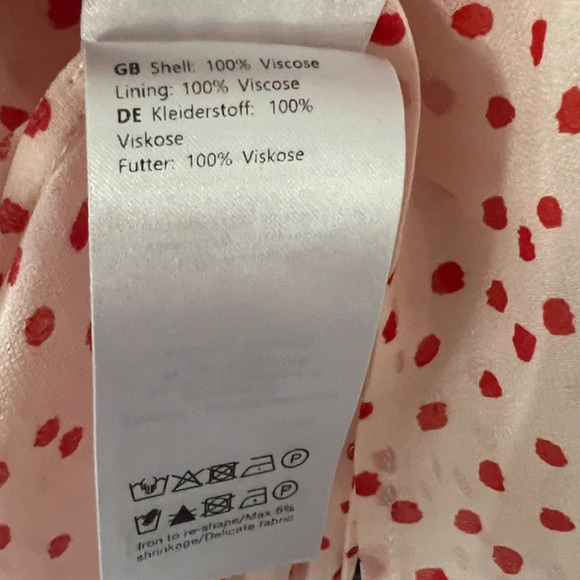 GB Shell: 100% Viscose
Lining: 100% Viscose
DE Kleiderstoff: 100%
Viskose
Futter: 100% Viskose
P
P
Iron to re-shape/Max 5%
shrinkage/Delicate fabric